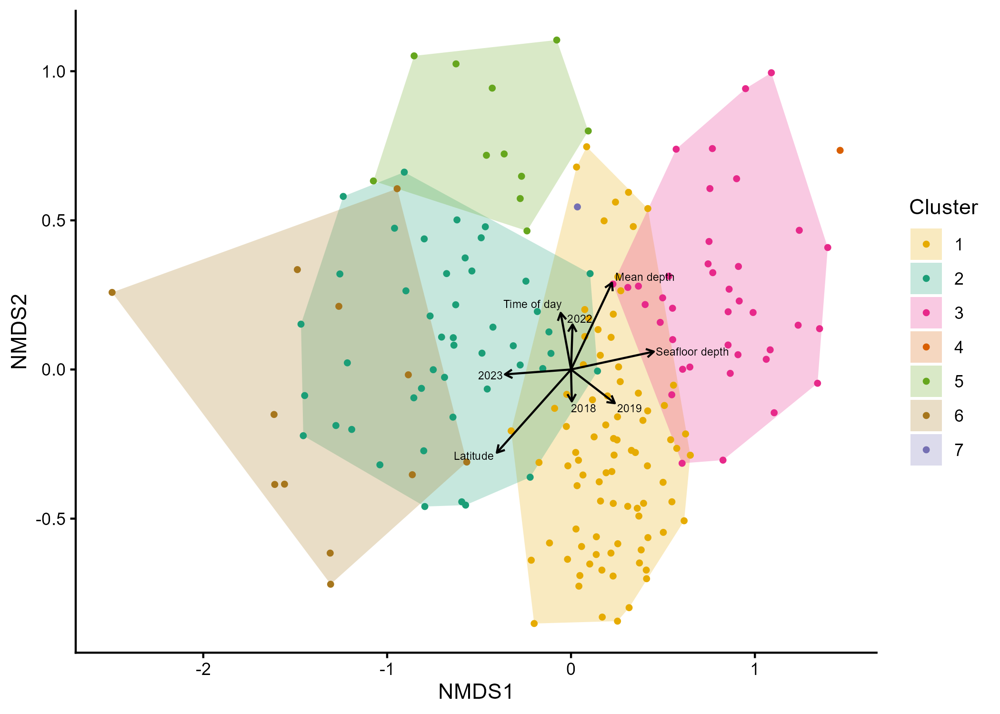 1.0
0.5
0.0
-0.5
-2
-1
0
1
NMDS1
NMDS2
Mean depth
Time of day
2022
Seafloor depth
2023
2018
2019
Latitude
Cluster
1
2
3
4
5
6
7